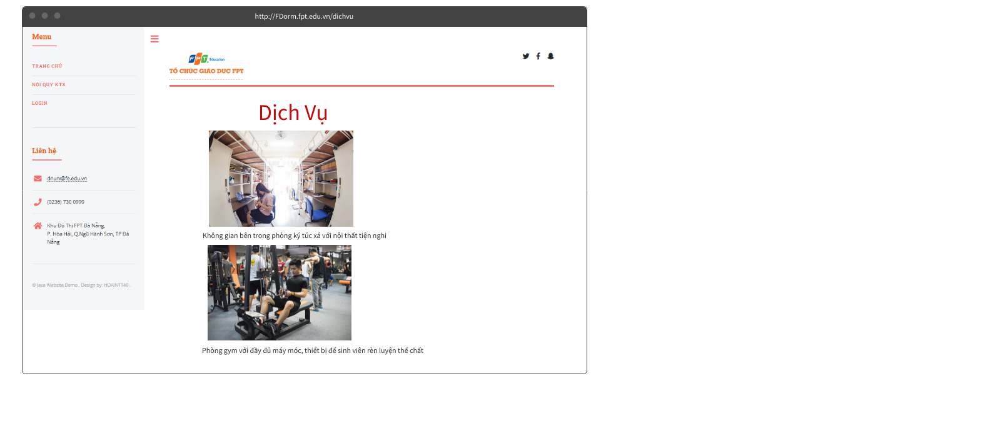 http://FDorm.fpt.edu.vn/dichvu
Menu
TRANG CHỦ
NỘI QUY KTX
LOGIN
Liên hệ
dnuni@fe.edu.vn
(0236) 730 0999
Khu Đô Thị FPT Đà Nẵng,
P. Hòa Hải, Q.Ngũ Hành Sơn, TP Đà
Nẵng
© Java Website Demo . Design by: HOAINTT40 .
FPT Education
TỔ CHỨC GIÁO DỤC FPT
Dịch Vụ
Không gian bên trong phòng ký túc xá với nội thất tiện nghi
Phòng gym với đầy đủ máy móc, thiết bị để sinh viên rèn luyện thể chất